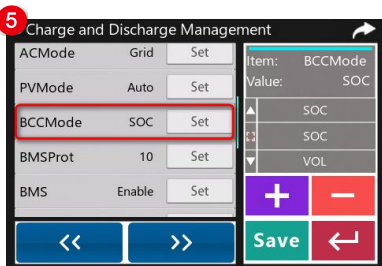 5
Charge and Discharge Management
ACMode Grid Set
PVMode Auto Set
BCCMode SOC Set
BMSProt 10 Set
BMS Enable Set
<< >>
Item: BCCMode
Value: SOC
SOC
SOC
VOL
+ −
Save